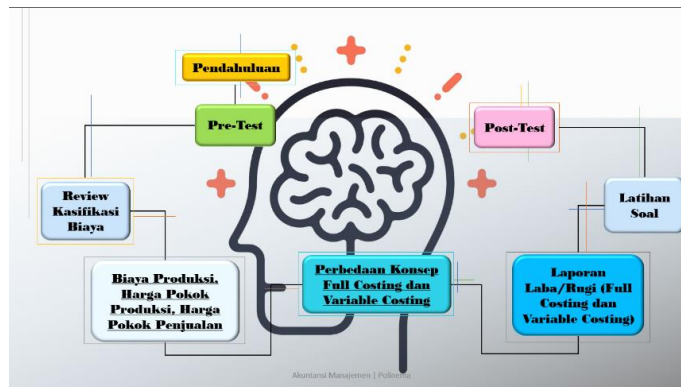 Pendahuluan
Pre-Test
Review
Kasifikasi
Biaya
Biaya Produksi,
Harga Pokok
Produksi, Harga
Pokok Penjualan
Perbedaan Konsep
Full Costing dan
Variable Costing
Laporan
Laba/Rugi (Full
Costing dan
Variable Costing)
Latihan
Soal
Post-Test
Akuntansi Manajemen | Polinema